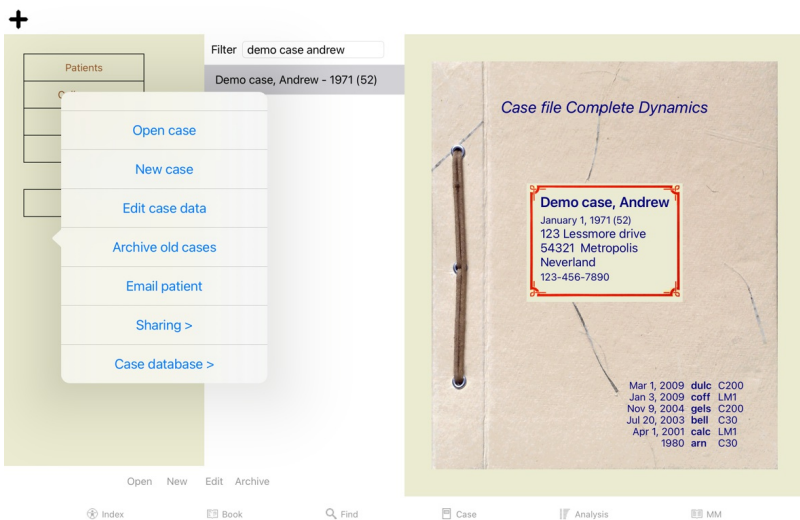 Patients
Filter demo case andrew
Demo case, Andrew - 1971 (52)
Open case
New case
Edit case data
Archive old cases
Email patient
Sharing >
Case database >
Open New Edit Archive
Case file Complete Dynamics
Demo case, Andrew
January 1, 1971 (52)
123 Lessmore drive
54321 Metropolis
Neverland
123-456-7890
Mar 1, 2009 dulc C200
Jan 3, 2009 coff LM1
Nov 9, 2004 gels C200
Jul 20, 2003 bell C30
Apr 1, 2001 calc LM1
1980 arn C30
Index Book Find Case Analysis MM